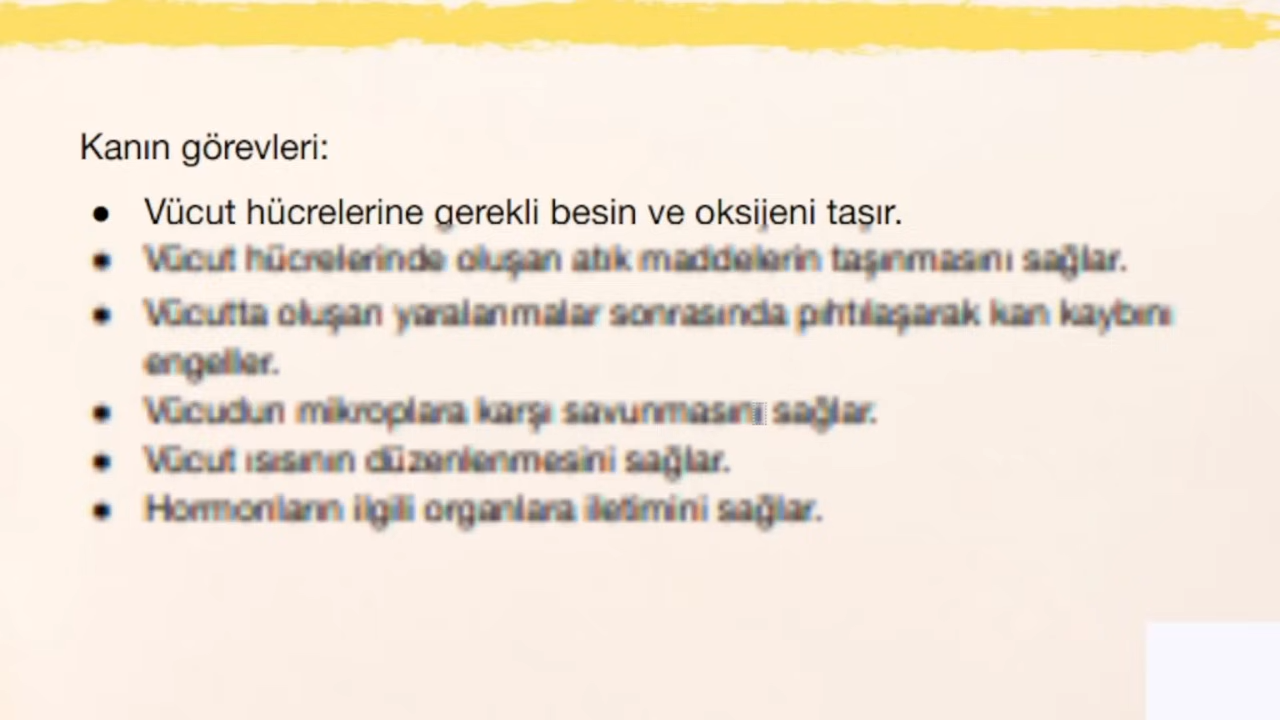 Kanın görevleri:
● Vücut hücrelerine gerekli besin ve oksijeni taşır.
● Vücut hücrelerinde oluşan atık maddelerin taşınmasını sağlar.
● Vücutta oluşan yaralanmalar sonrasında pıhtılaşarak kan kaybını
engeller.
● Vücudun mikroplara karşı savunmasını sağlar.
● Vücut ısısının düzenlenmesini sağlar.
● Hormonların ilgili organlara iletimini sağlar.